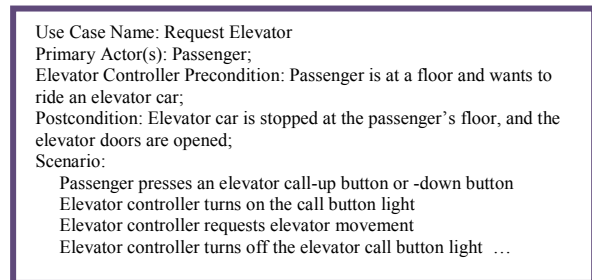 Use Case Name: Request Elevator
Primary Actor(s): Passenger;
Elevator Controller Precondition: Passenger is at a floor and wants to
ride an elevator car;
Postcondition: Elevator car is stopped at the passenger's floor, and the
elevator doors are opened;
Scenario:
Passenger presses an elevator call-up button or -down button
Elevator controller turns on the call button light
Elevator controller requests elevator movement
Elevator controller turns off the elevator call button light …